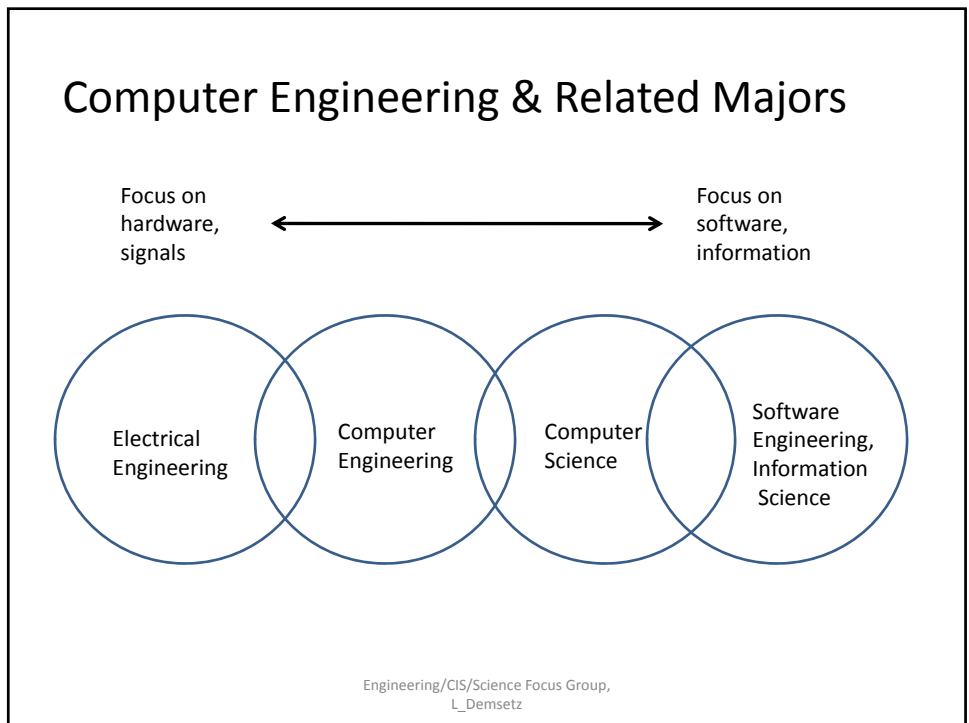 Computer Engineering & Related Majors
Focus on
hardware,
signals
Focus on
software,
information
Electrical
Engineering
Computer
Engineering
Computer
Science
Software
Engineering,
Information
Science
Engineering/CIS/Science Focus Group,
L_Demsetz